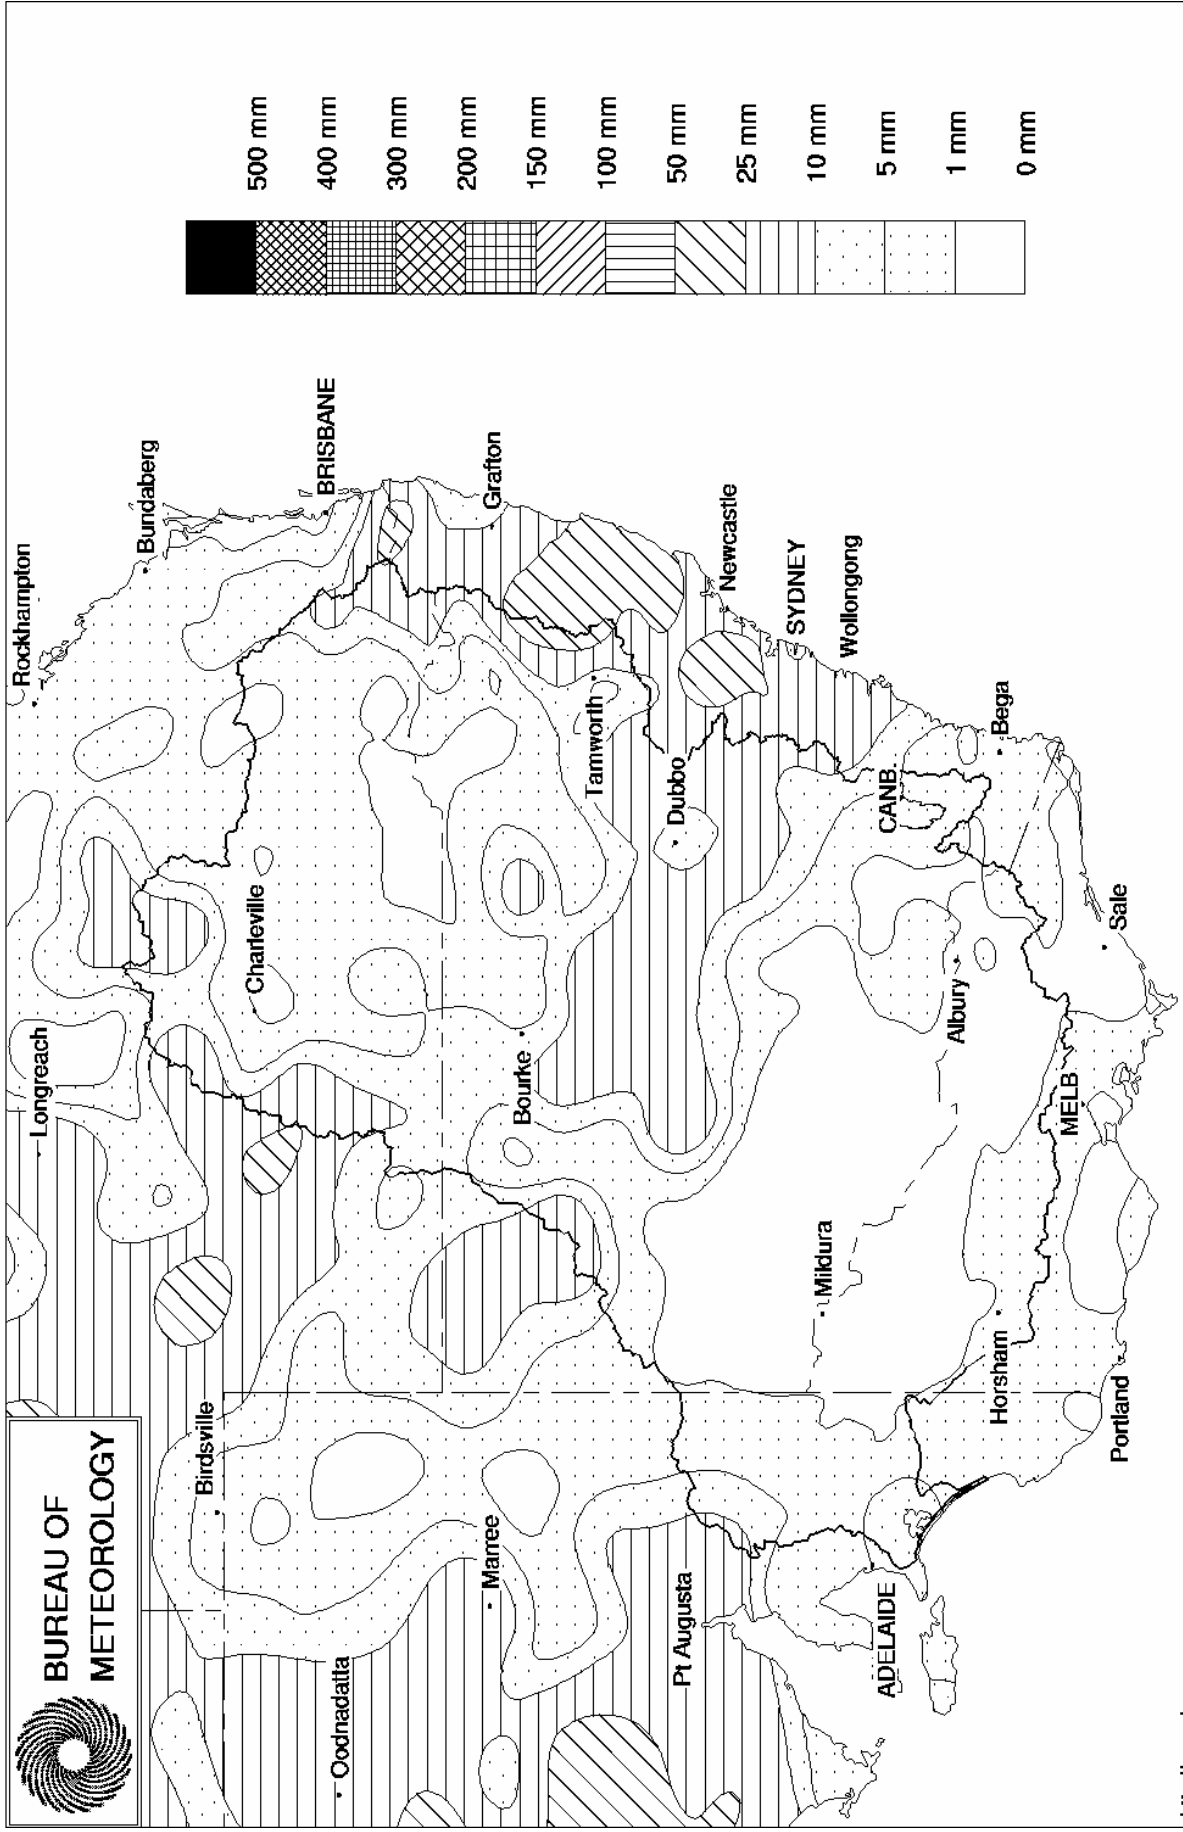 BUREAU OF
METEOROLOGY
Longreach
Rockhampton
Bundaberg
Birdsville
Charleville
BRISBANE
Oodnadatta
Marree
Bourke
Grafton
Tamworth
Pt Augusta
Dubbo
Newcastle
Mildura
SYDNEY
Wollongong
ADELAIDE
Albury
CANB.
Horsham
Bega
MELB
Portland
Sale
500 mm
400 mm
300 mm
200 mm
150 mm
100 mm
50 mm
25 mm
10 mm
5 mm
1 mm
0 mm